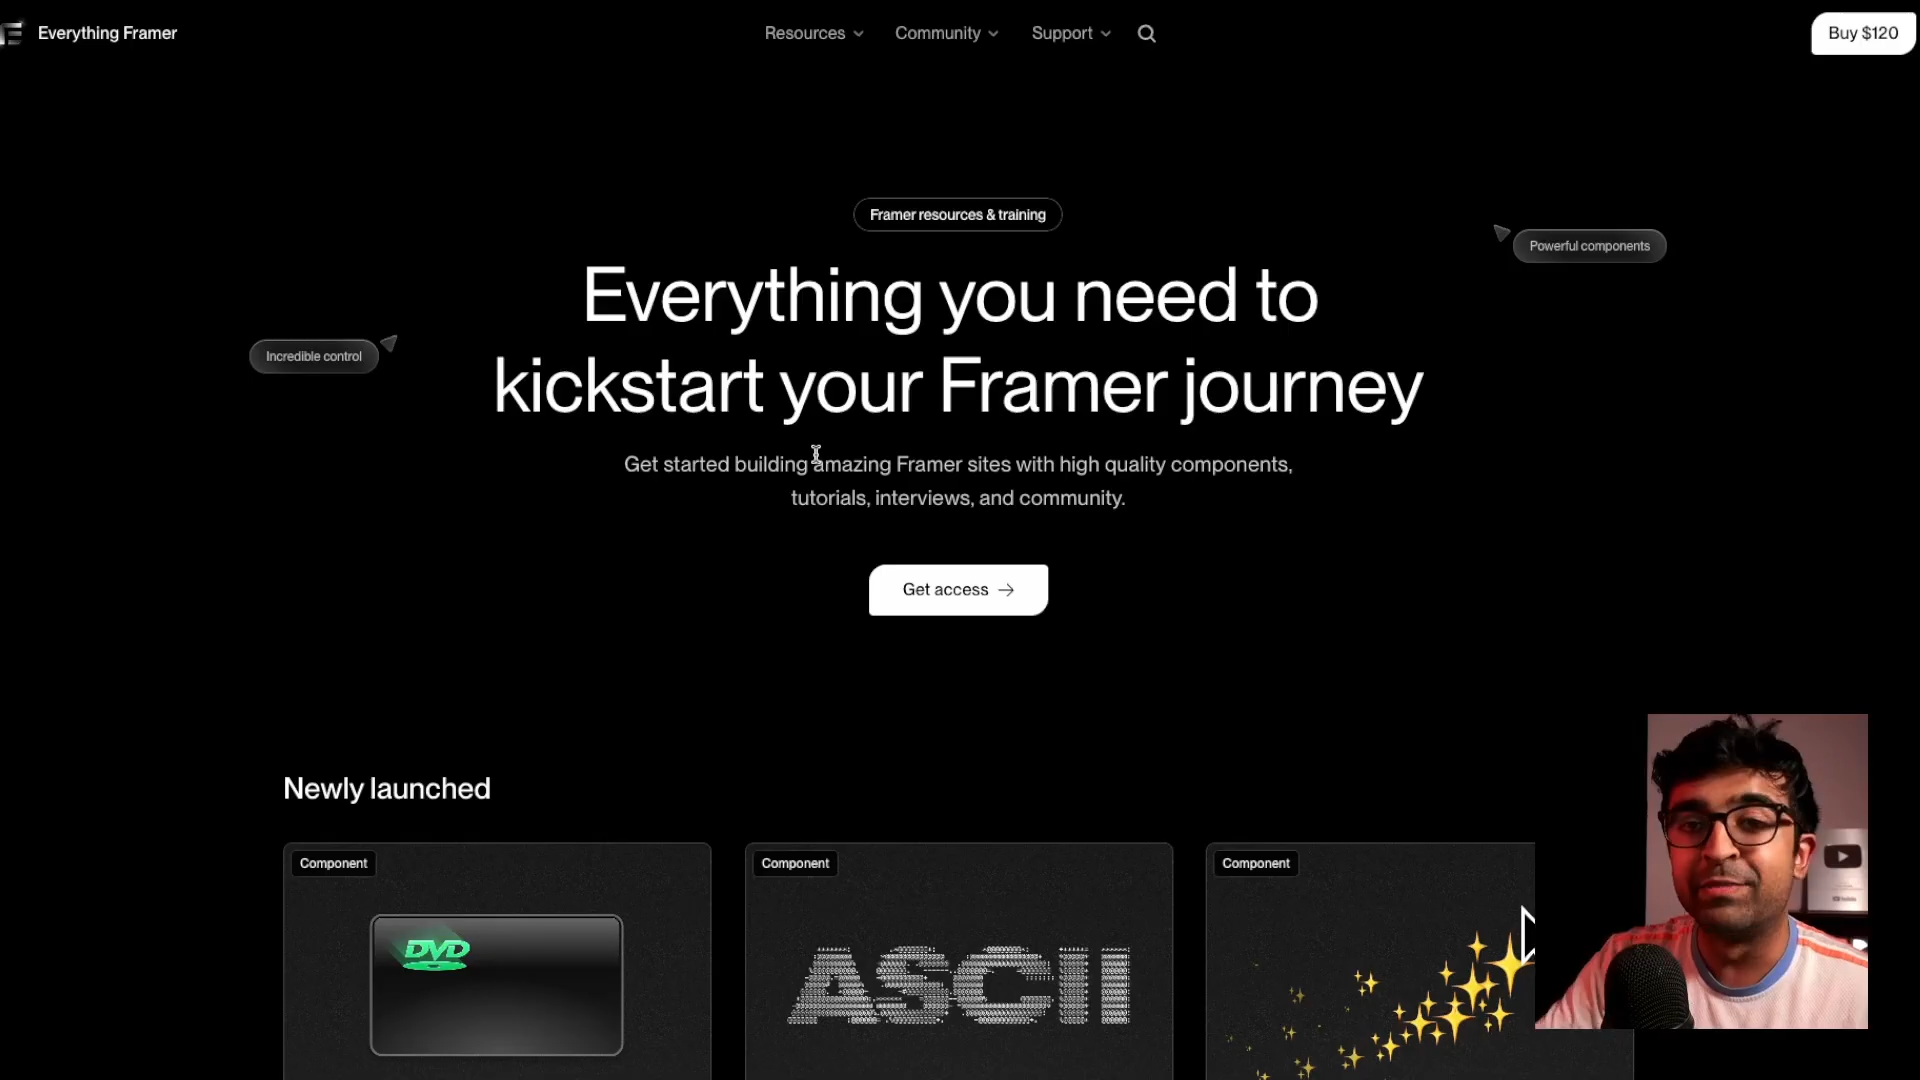 Everything Framer
Resources
Community
Support
Buy $120
Framer resources & training
Powerful components
Everything you need to
kickstart your Framer journey
Incredible control
Get started building amazing Framer sites with high quality components,
tutorials, interviews, and community.
Get access
Newly launched
Component
Component
Component
DVD
ASCII